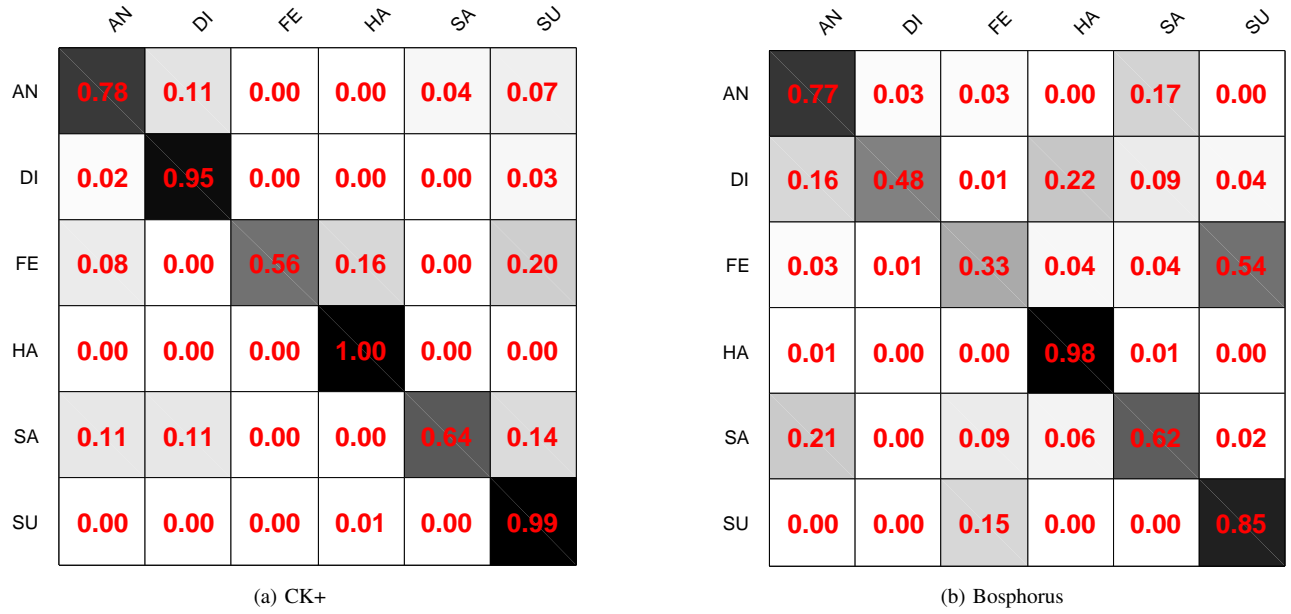 AN DI FE HA SA SU
AN 0.78 0.11 0.00 0.00 0.04 0.07
DI 0.02 0.95 0.00 0.00 0.00 0.03
FE 0.08 0.00 0.56 0.16 0.00 0.20
HA 0.00 0.00 0.00 1.00 0.00 0.00
SA 0.11 0.11 0.00 0.00 0.64 0.14
SU 0.00 0.00 0.00 0.01 0.00 0.99
(a) CK+
AN DI FE HA SA SU
AN 0.77 0.03 0.03 0.00 0.17 0.00
DI 0.16 0.48 0.01 0.22 0.09 0.04
FE 0.03 0.01 0.33 0.04 0.04 0.54
HA 0.01 0.00 0.00 0.98 0.01 0.00
SA 0.21 0.00 0.09 0.06 0.62 0.02
SU 0.00 0.00 0.15 0.00 0.00 0.85
(b) Bosphorus